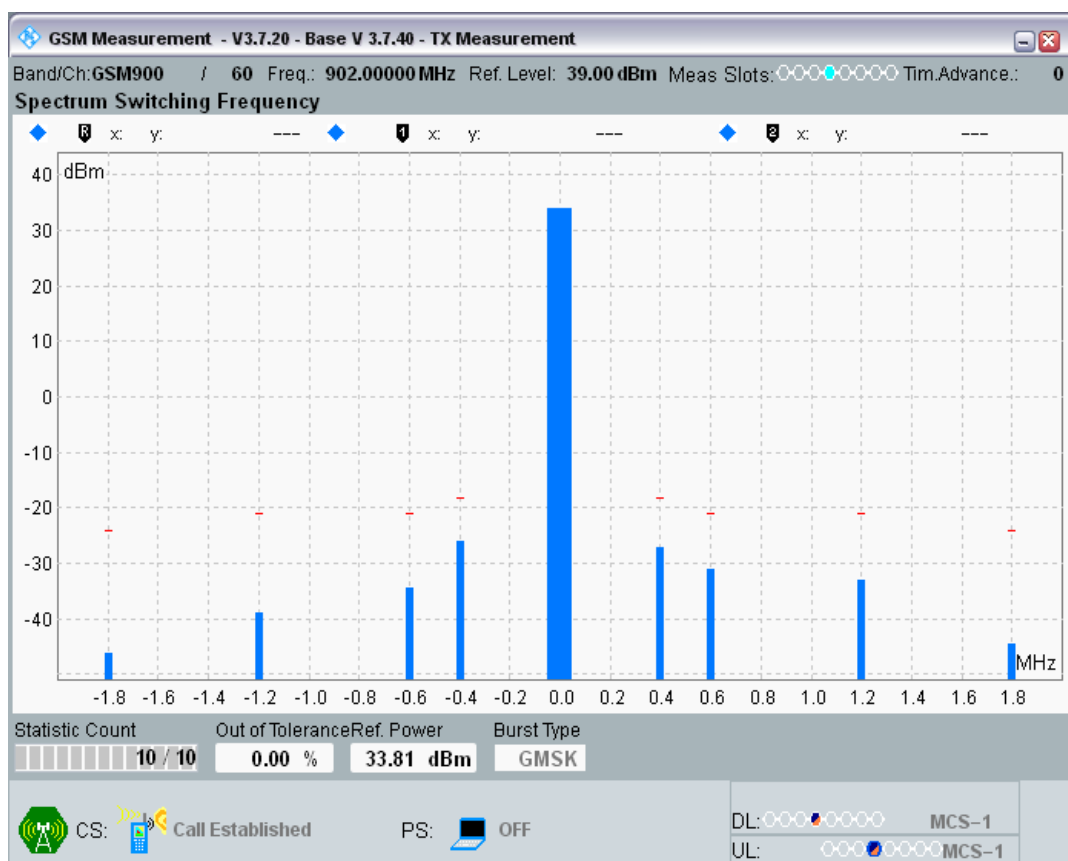 GSM Measurement - V3.7.20 - Base V 3.7.40 - TX Measurement
Band/Ch:GSM900 / 60 Freq.: 902.00000 MHz Ref. Level: 39.00 dBm Meas Slots: Tim.Advance.: 0
Spectrum Switching Frequency
R x: y: --- 1 x: y: --- 2 x: y: ---
dBm
40
30
20
10
0
-10
-20
-30
-40
MHz
-1.8 -1.6 -1.4 -1.2 -1.0 -0.8 -0.6 -0.4 -0.2 0.0 0.2 0.4 0.6 0.8 1.0 1.2 1.4 1.6 1.8
Statistic Count Out of Tolerance Ref. Power Burst Type
10 / 10 0.00 % 33.81 dBm GMSK
CS: Call Established PS: OFF
DL: MCS-1
UL: MCS-1